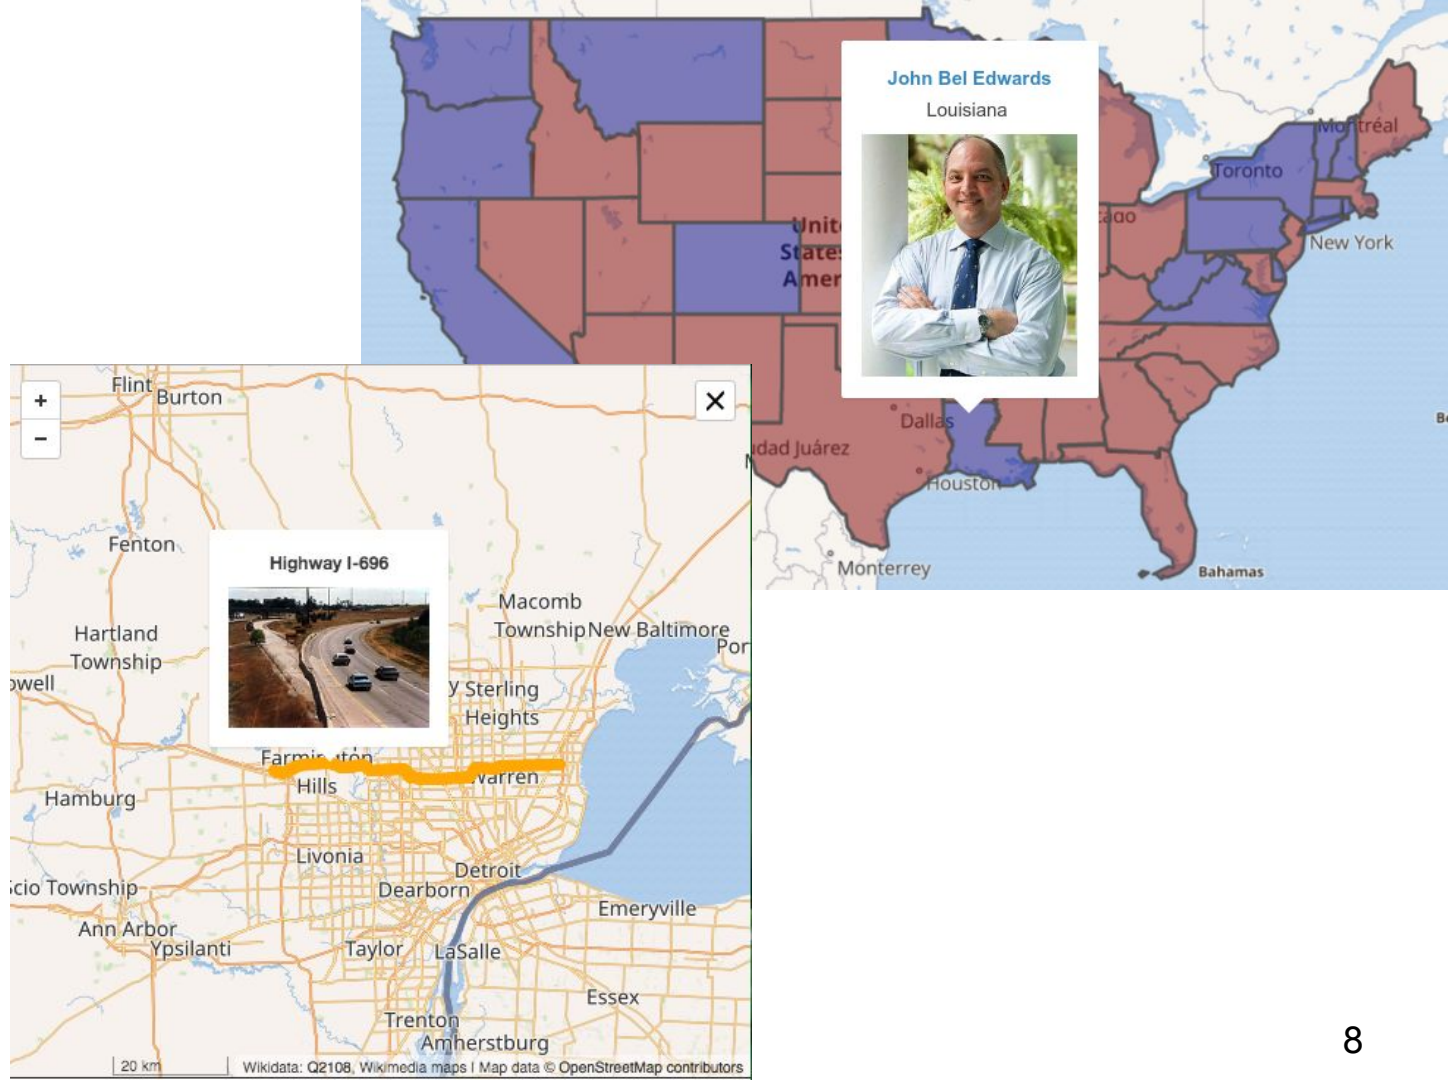 John Bel Edwards
Louisiana
Montréal
Toronto
New York
Dallas
Houston
Monterrey
Bahamas
Flint
Burton
Fenton
Highway I-696
Macomb
Township
New Baltimore
Hartland
Township
Sterling
Heights
Hills
Hamburg
Livonia
Detroit
Dearborn
Emeryville
Ann Arbor
Ypsilanti
Taylor
LaSalle
Essex
Trenton
Amherstburg
20 km
Wikidata: Q2108, Wikimedia maps | Map data © OpenStreetMap contributors
8